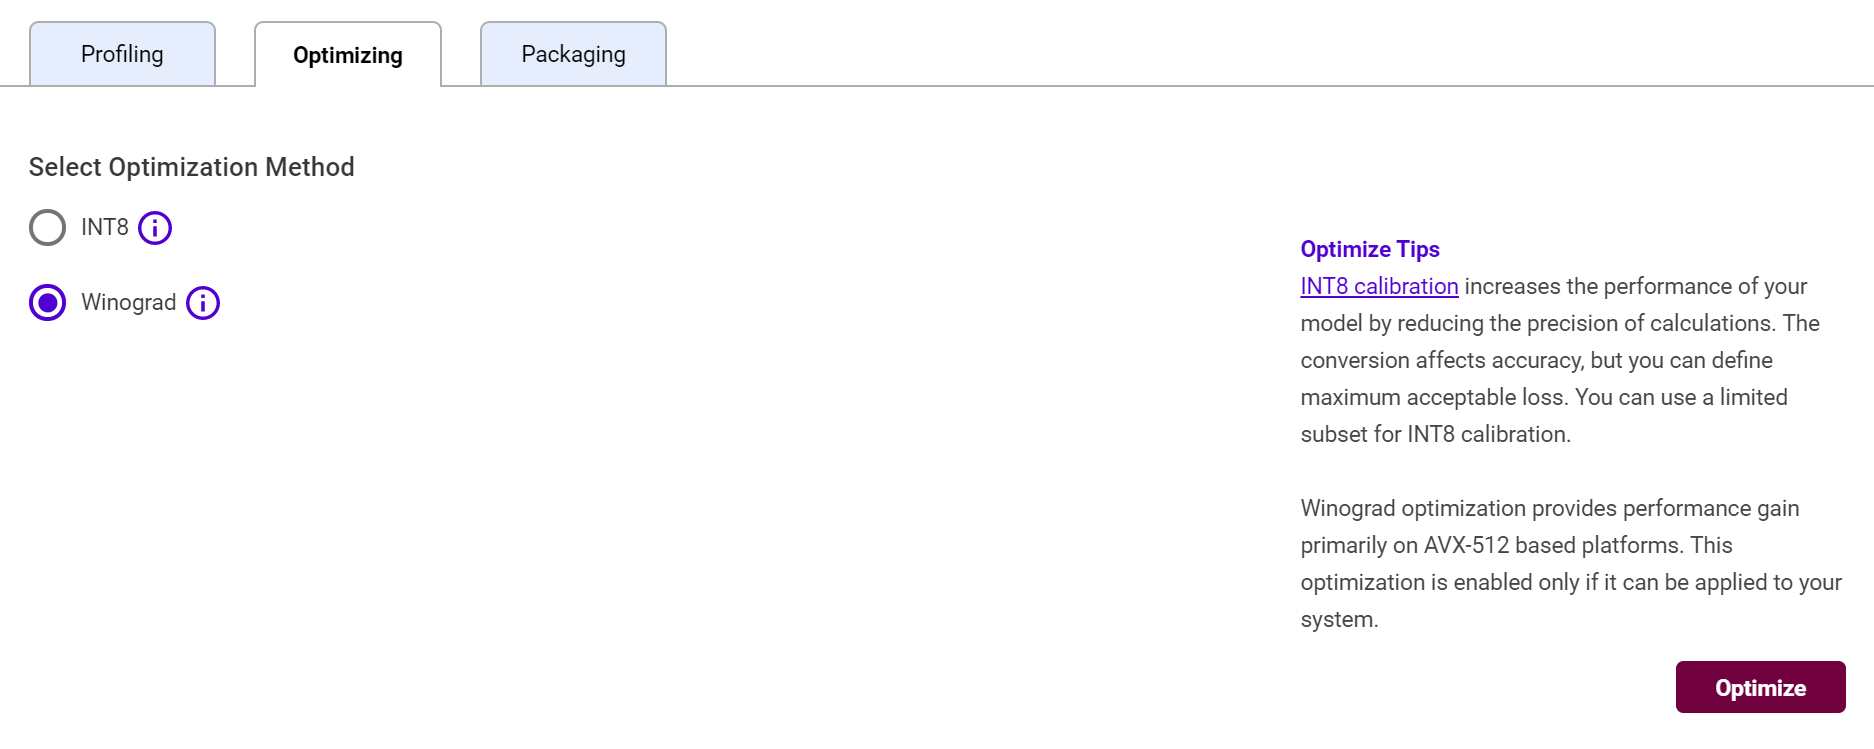 Profiling
Optimizing
Packaging
Select Optimization Method
INT8
Winograd
Optimize Tips
INT8 calibration increases the performance of your
model by reducing the precision of calculations. The
conversion affects accuracy, but you can define
maximum acceptable loss. You can use a limited
subset for INT8 calibration.
Winograd optimization provides performance gain
primarily on AVX-512 based platforms. This
optimization is enabled only if it can be applied to your
system.
Optimize